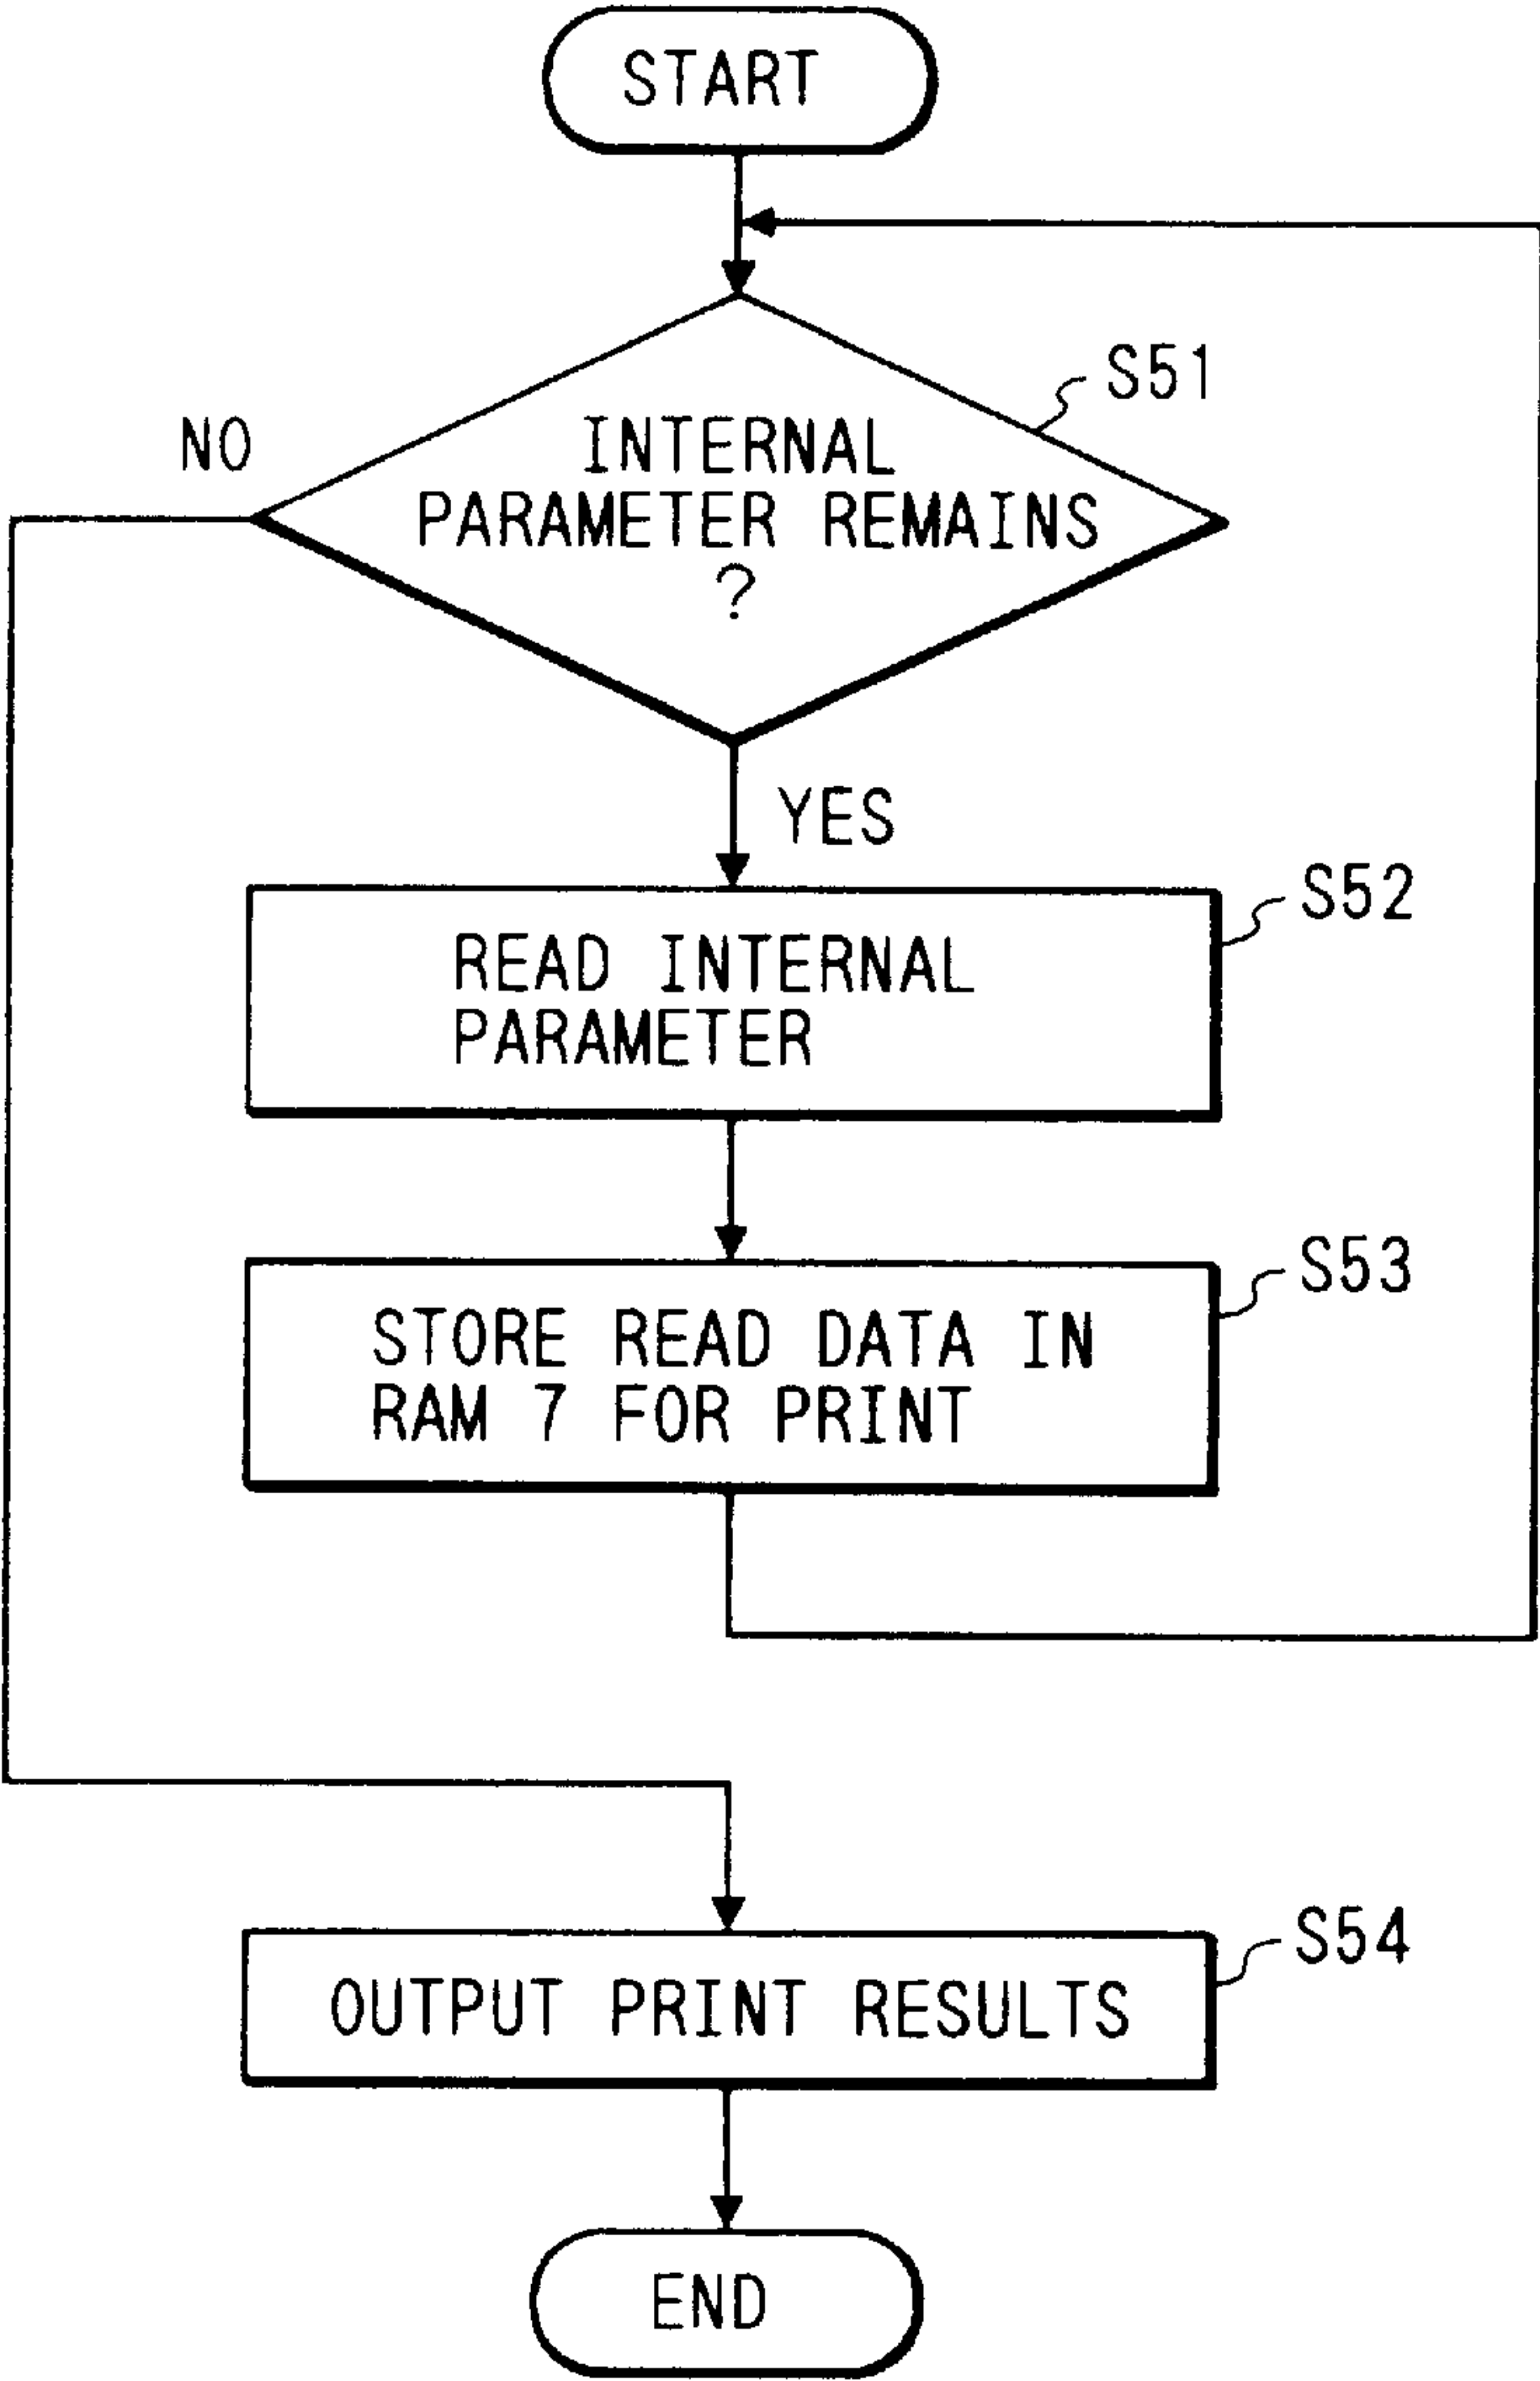 START
S51
NO
INTERNAL
PARAMETER REMAINS
?
YES
S52
READ INTERNAL
PARAMETER
S53
STORE READ DATA IN
RAM 7 FOR PRINT
S54
OUTPUT PRINT RESULTS
END